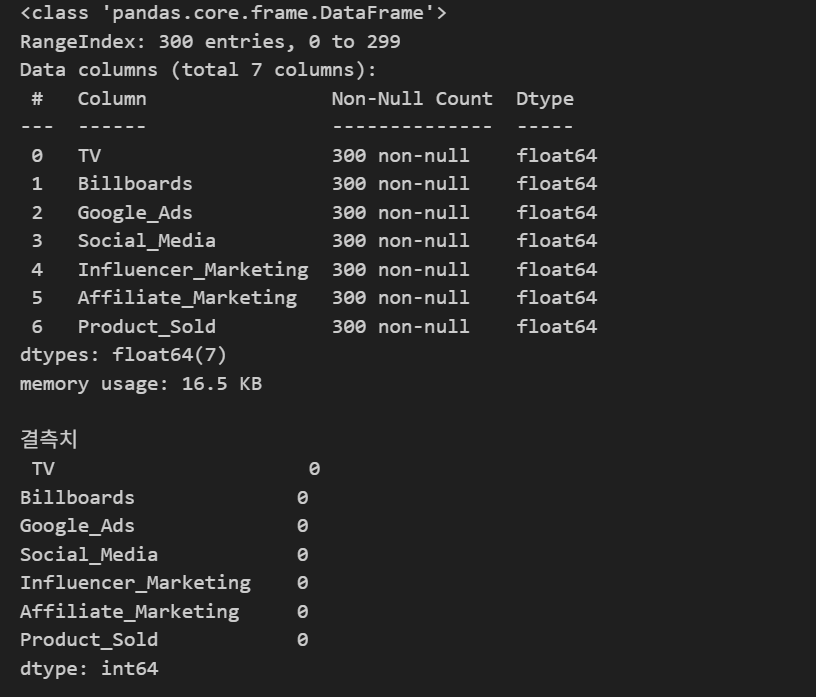 <class 'pandas.core.frame.DataFrame'>
RangeIndex: 300 entries, 0 to 299
Data columns (total 7 columns):
 #   Column                Non-Null Count  Dtype
---  ------                --------------  -----
 0   TV                    300 non-null    float64
 1   Billboards            300 non-null    float64
 2   Google_Ads            300 non-null    float64
 3   Social_Media          300 non-null    float64
 4   Influencer_Marketing  300 non-null    float64
 5   Affiliate_Marketing   300 non-null    float64
 6   Product_Sold          300 non-null    float64
dtypes: float64(7)
memory usage: 16.5 KB

결측치
 TV                      0
Billboards              0
Google_Ads              0
Social_Media            0
Influencer_Marketing    0
Affiliate_Marketing     0
Product_Sold            0
dtype: int64